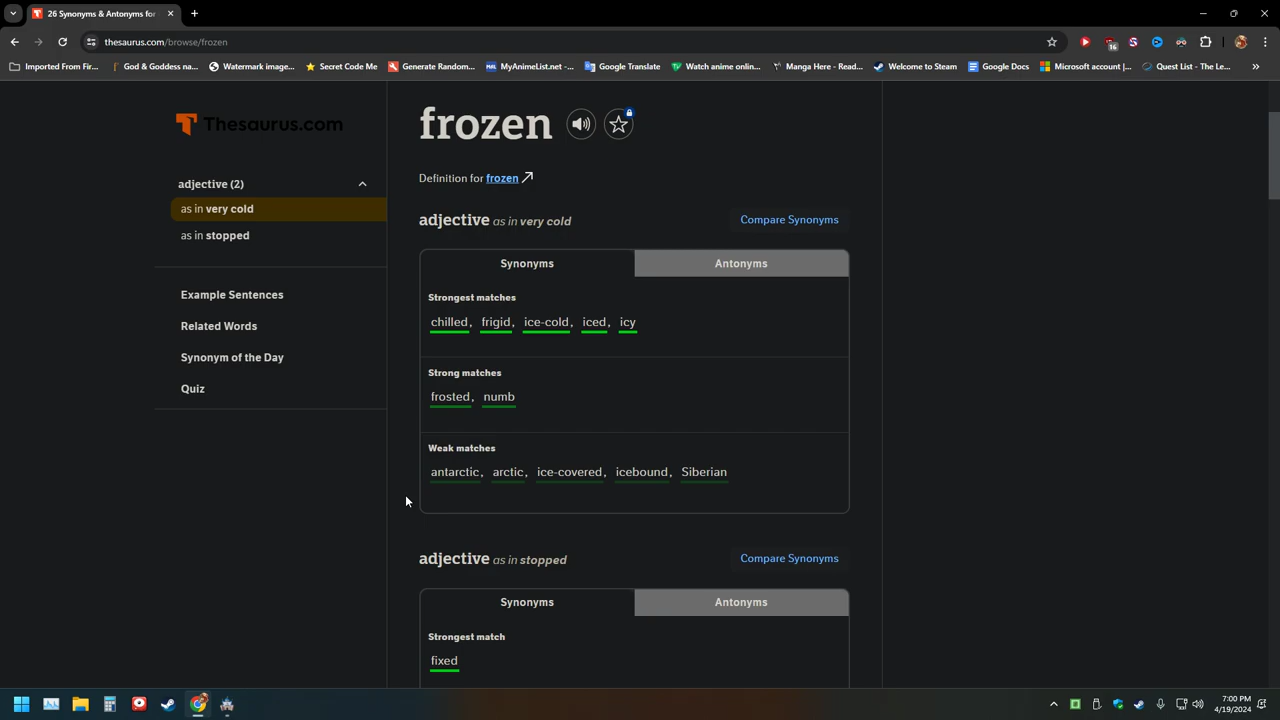 26 Synonyms & Antonyms for
thesaurus.com/browse/frozen
16
Imported From Fir...
God & Goddess na...
Watermark image...
Secret Code Me
Generate Random...
MAL
MyAnimeList.net -...
Google Translate
Watch anime online...
Manga Here - Read...
Welcome to Steam
Google Docs
Microsoft account |...
Quest List - The Le...
Thesaurus.com
adjective (2)
as in very cold
as in stopped
Example Sentences
Related Words
Synonym of the Day
Quiz
frozen
Definition for frozen
adjective as in very cold
Compare Synonyms
Synonyms
Antonyms
Strongest matches
chilled, frigid, ice-cold, iced, icy
Strong matches
frosted, numb
Weak matches
antarctic, arctic, ice-covered, icebound, Siberian
adjective as in stopped
Compare Synonyms
Synonyms
Antonyms
Strongest match
fixed
7:00 PM
4/19/2024